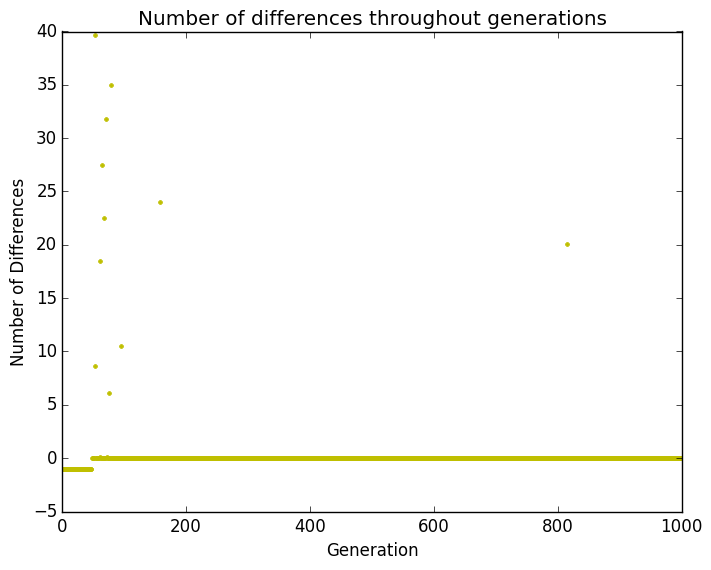 Number of differences throughout generations
Number of Differences
40
35
30
25
20
15
10
5
0
−5
0 200 400 600 800 1000
Generation